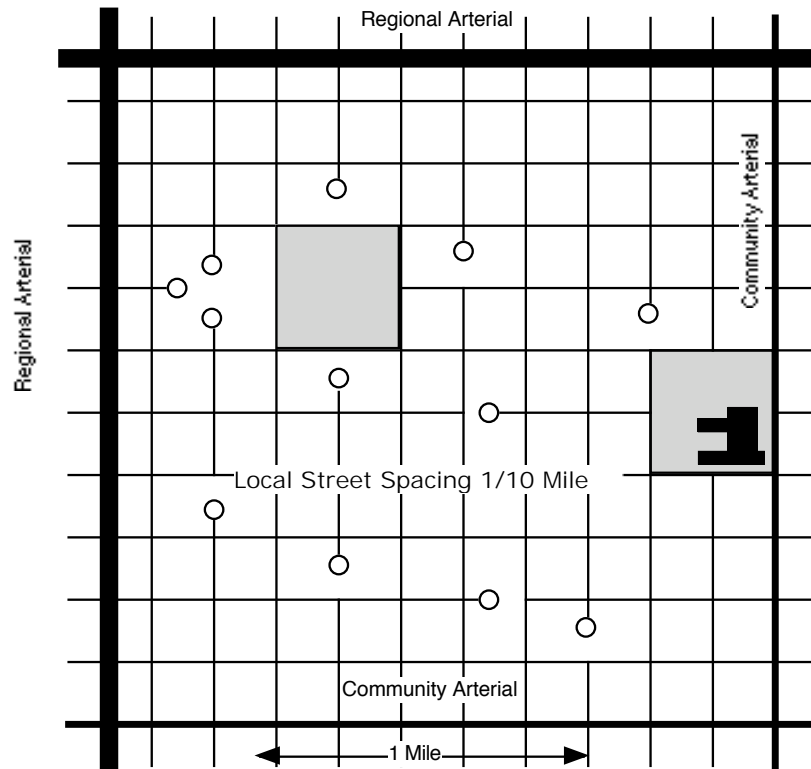 Regional Arterial
Community Arterial
Regional Arterial
Local Street Spacing 1/10 Mile
Community Arterial
1 Mile